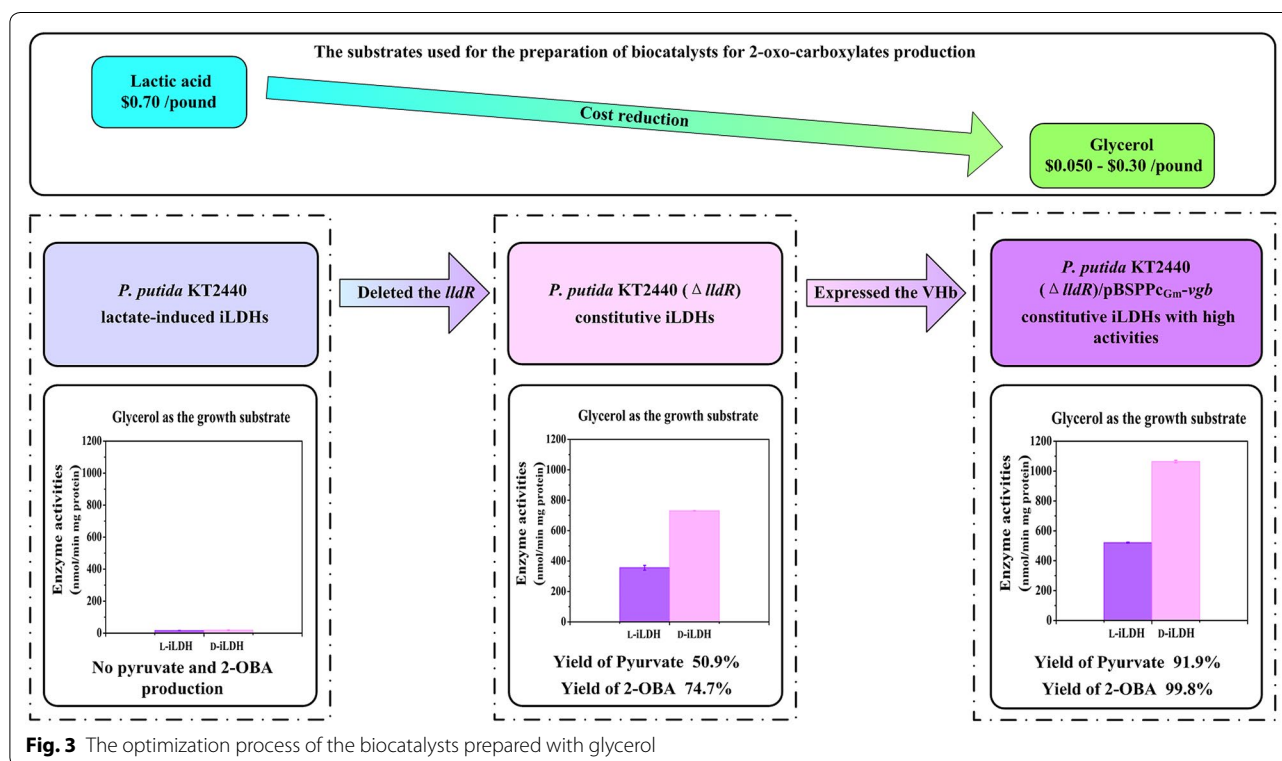 The substrates used for the preparation of biocatalysts for 2-oxo-carboxylates production
Lactic acid
$0.70 /pound
Cost reduction
Glycerol
$0.050 - $0.30 /pound
P. putida KT2440
lactate-induced iLDHs
Deleted the lldR
P. putida KT2440 (Δ lldR)
constitutive iLDHs
Expressed the VHb
P. putida KT2440
(Δ lldR)/pBSPPcGm-vgb
constitutive iLDHs with high
activities
Glycerol as the growth substrate
Enzyme activities
(nmol/min mg protein)
1200
1000
800
600
400
200
0
L-iLDH D-iLDH
No pyruvate and 2-OBA
production
Glycerol as the growth substrate
Enzyme activities
(nmol/min mg protein)
1200
1000
800
600
400
200
0
L-iLDH D-iLDH
Yield of Pyurvate 50.9%
Yield of 2-OBA 74.7%
Glycerol as the growth substrate
Enzyme activities
(nmol/min mg protein)
1200
1000
800
600
400
200
0
L-iLDH D-iLDH
Yield of Pyurvate 91.9%
Yield of 2-OBA 99.8%
Fig. 3 The optimization process of the biocatalysts prepared with glycerol